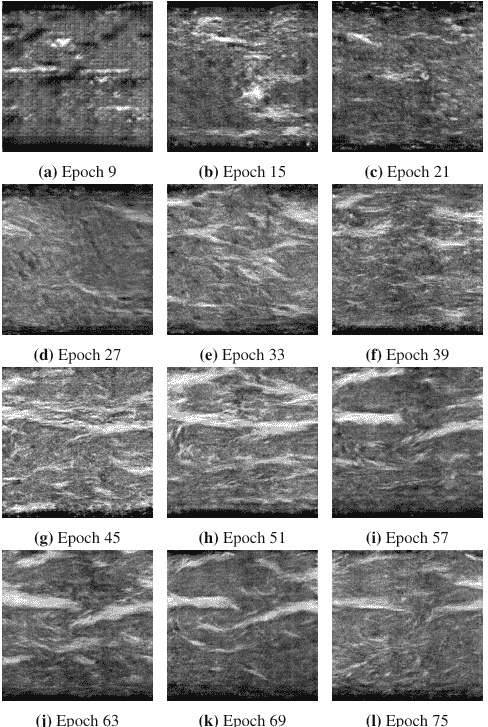 (a) Epoch 9 (b) Epoch 15 (c) Epoch 21
(d) Epoch 27 (e) Epoch 33 (f) Epoch 39
(g) Epoch 45 (h) Epoch 51 (i) Epoch 57
(j) Epoch 63 (k) Epoch 69 (l) Epoch 75